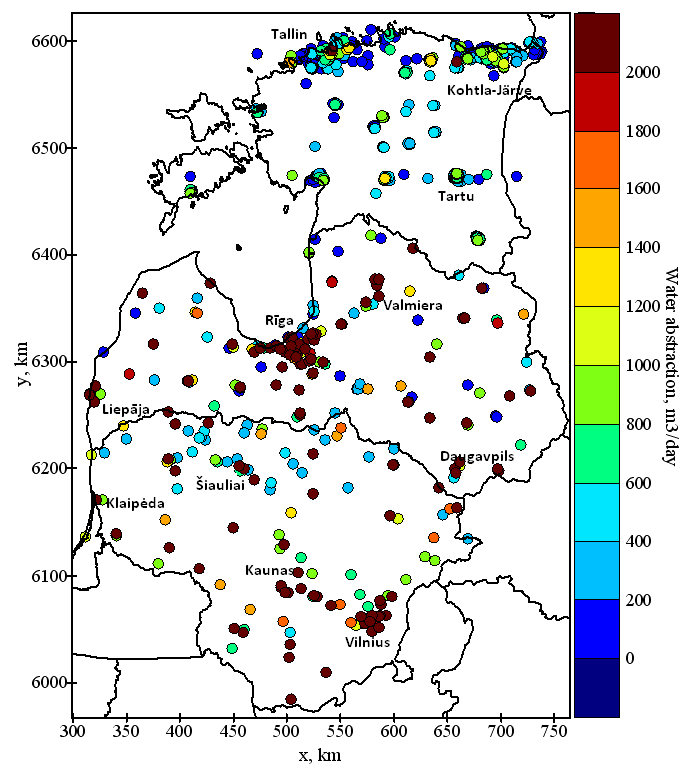 Tallin
Kohtla-Järve
Tartu
Valmiera
Rīga
Liepāja
Daugavpils
Šiauliai
Klaipėda
Kaunas
Vilnius
6600
6500
6400
6300
6200
6100
6000
y, km
300
350
400
450
500
550
600
650
700
750
x, km
2000
1800
1600
1400
1200
1000
800
600
400
200
0
Water abstraction, m3/day